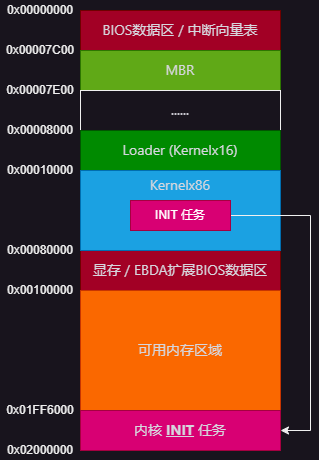 0x00000000
BIOS数据区 / 中断向量表
0x00007C00
MBR
0x00007E00
......
0x00008000
Loader (Kernelx16)
0x00010000
Kernelx86
INIT 任务
0x00080000
显存 / EBDA扩展BIOS数据区
0x00100000
可用内存区域
0x01FF6000
内核 INIT 任务
0x02000000